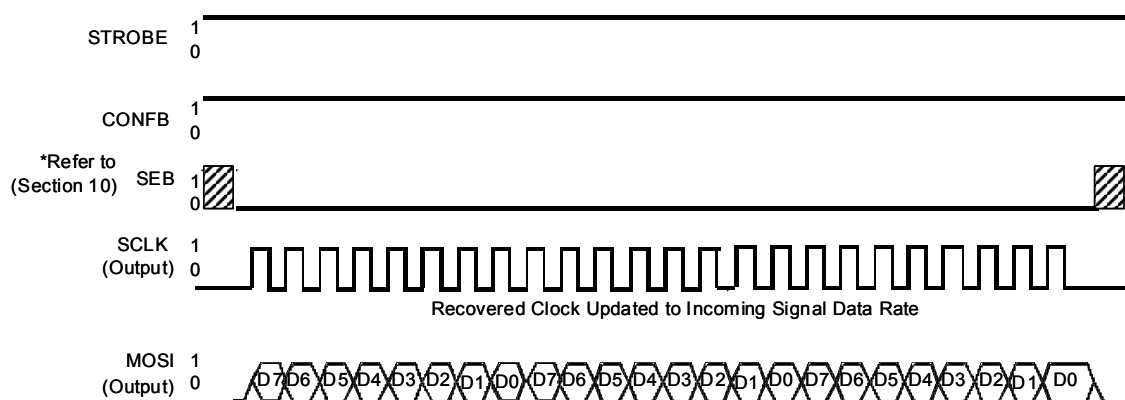 STROBE 1
0
CONFB 1
0
*Refer to
(Section 10) SEB 1
0
SCLK 1
(Output) 0
Recovered Clock Updated to Incoming Signal Data Rate
MOSI 1
(Output) 0
D7 D6 D5 D4 D3 D2 D1 D0 D7 D6 D5 D4 D3 D2 D1 D0 D7 D6 D5 D4 D3 D2 D1 D0